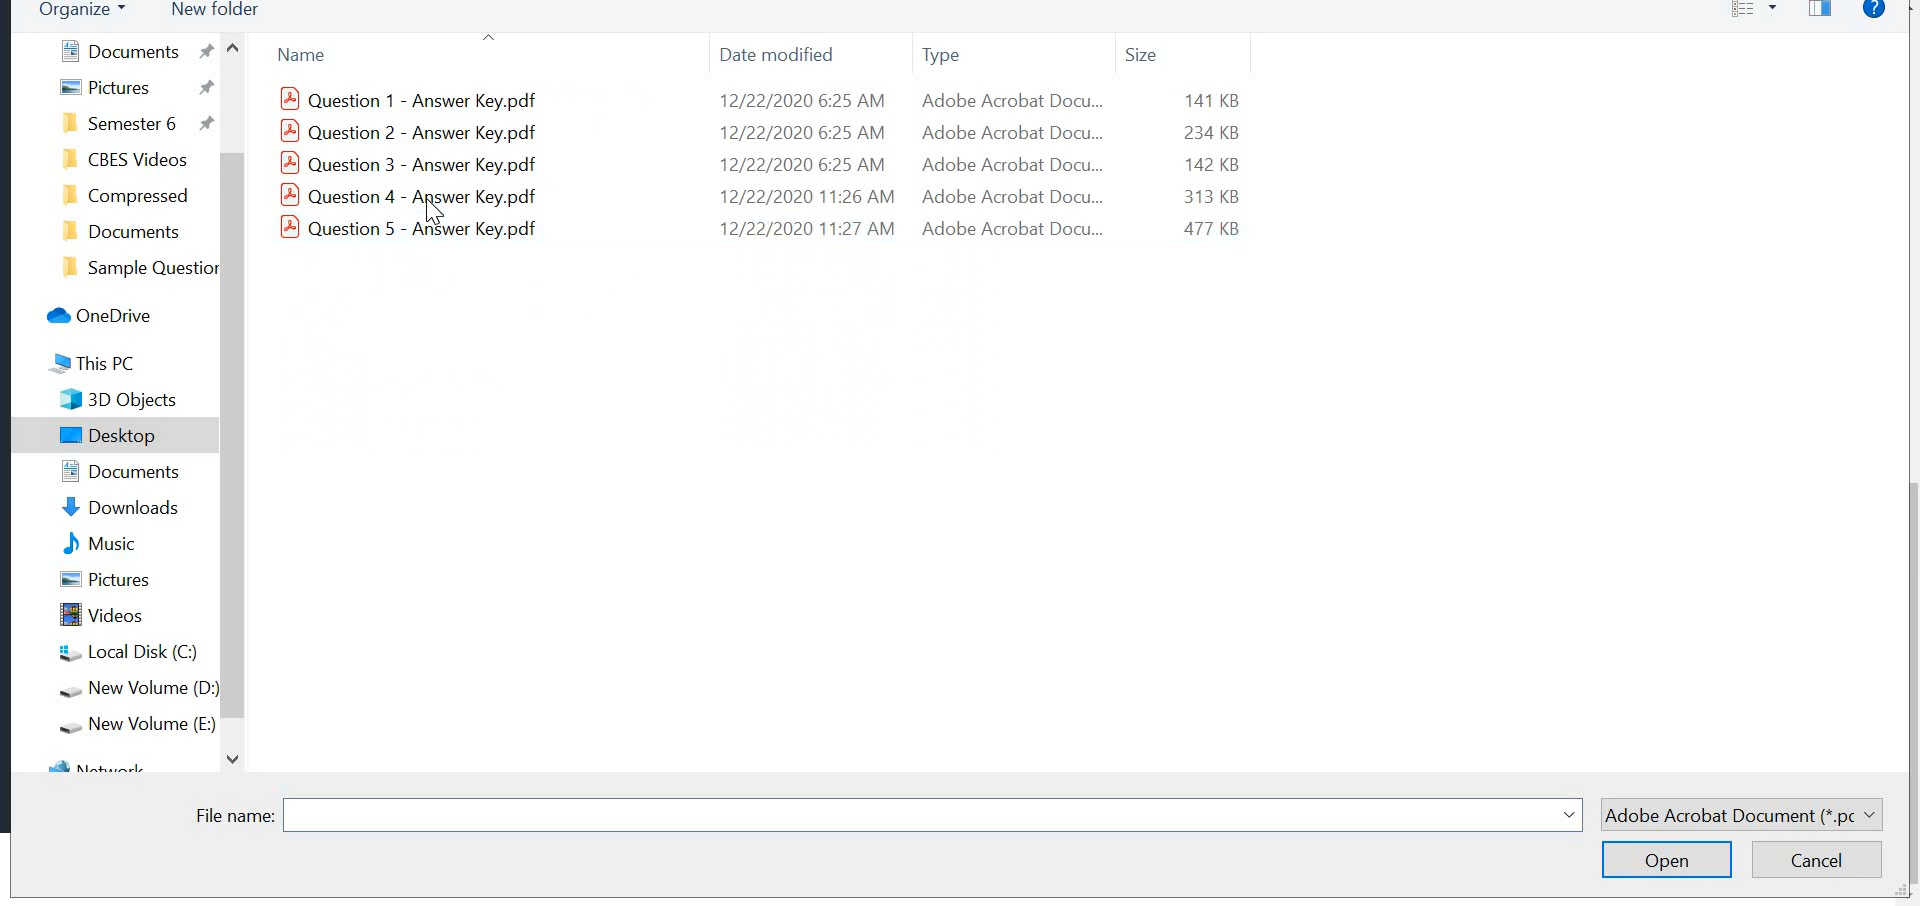 Organize New folder ?
Name Date modified Type Size
Documents
Pictures
Semester 6
CBES Videos
Compressed
Documents
Sample Question
OneDrive
This PC
3D Objects
Desktop
Documents
Downloads
Music
Pictures
Videos
Local Disk (C:)
New Volume (D:)
New Volume (E:)
Network
Question 1 - Answer Key.pdf 12/22/2020 6:25 AM Adobe Acrobat Docu... 141 KB
Question 2 - Answer Key.pdf 12/22/2020 6:25 AM Adobe Acrobat Docu... 234 KB
Question 3 - Answer Key.pdf 12/22/2020 6:25 AM Adobe Acrobat Docu... 142 KB
Question 4 - Answer Key.pdf 12/22/2020 11:26 AM Adobe Acrobat Docu... 313 KB
Question 5 - Answer Key.pdf 12/22/2020 11:27 AM Adobe Acrobat Docu... 477 KB
File name: Adobe Acrobat Document (*.pc
Open Cancel